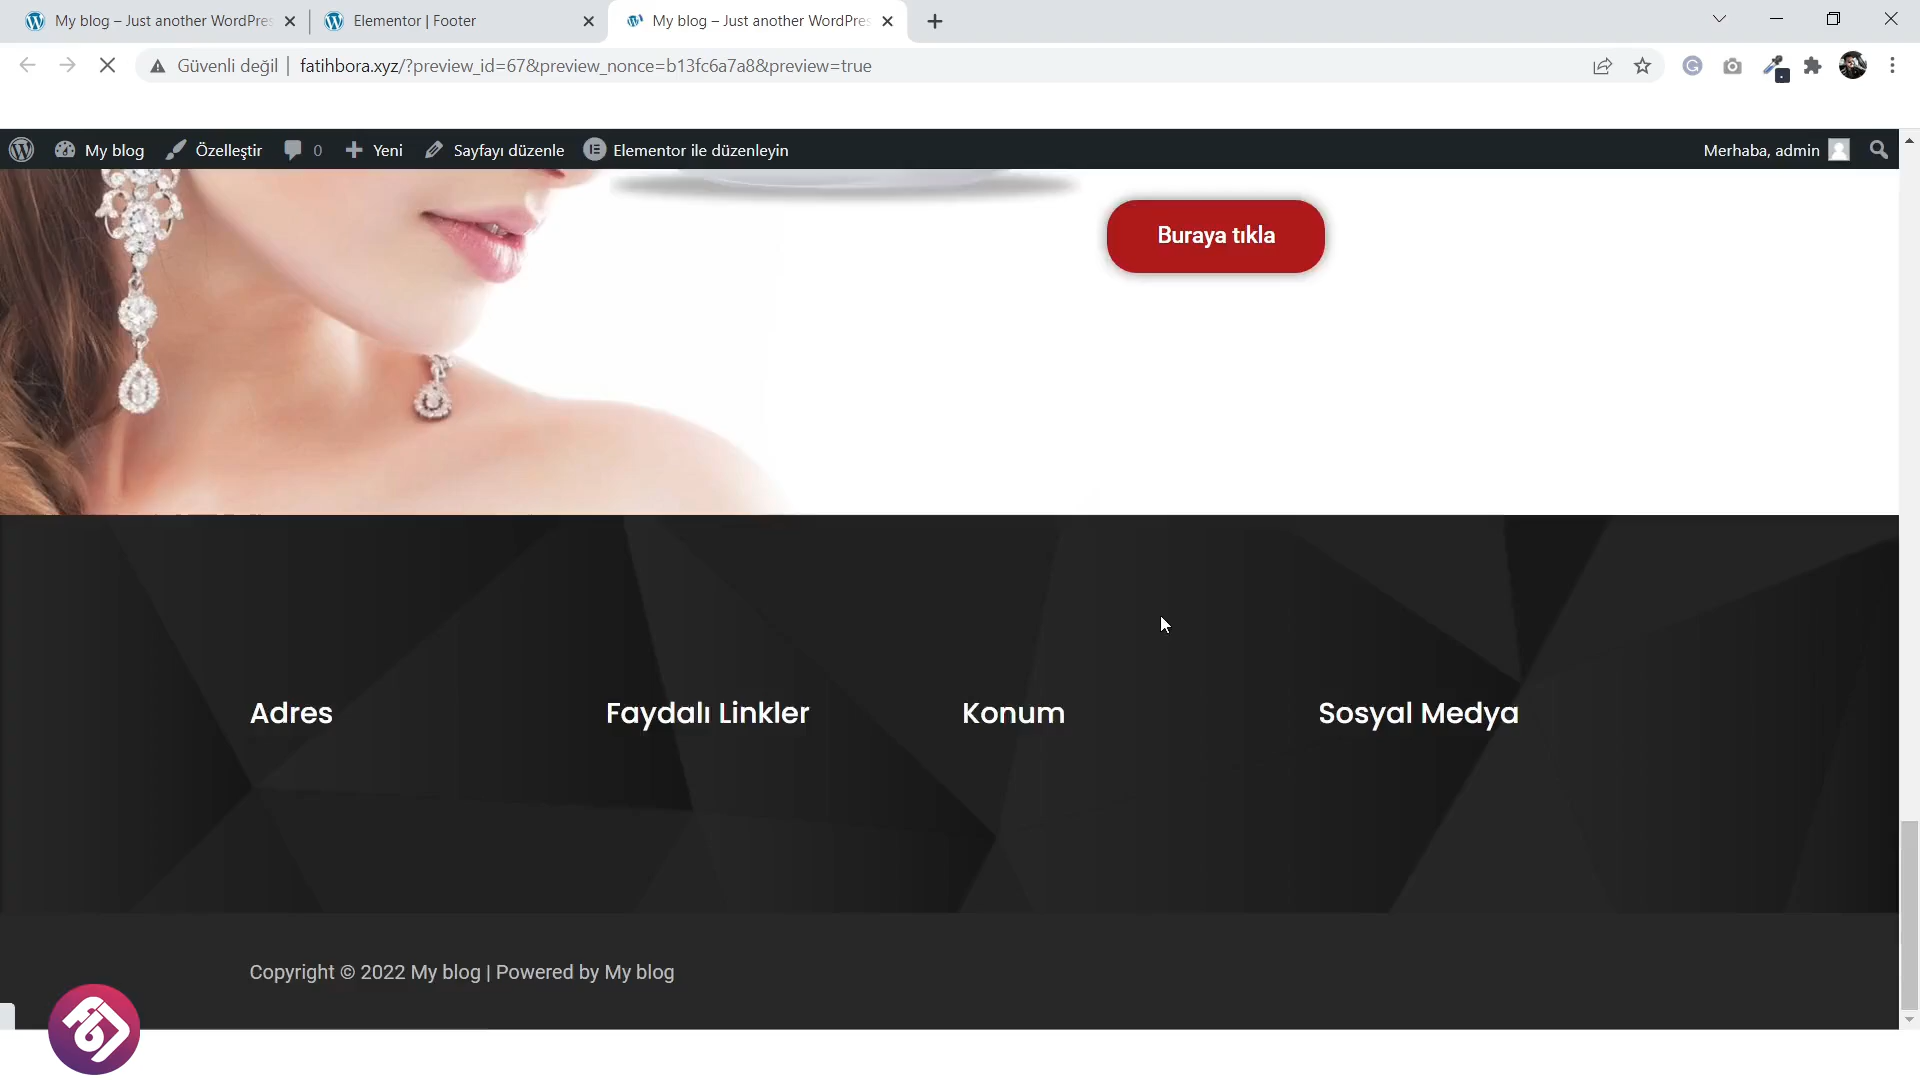 My blog – Just another WordPres
Elementor | Footer
My blog – Just another WordPres
Güvenli değil
fatihbora.xyz/?preview_id=67&preview_nonce=b13fc6a7a8&preview=true
My blog
Özelleştir
0
Yeni
Sayfayı düzenle
Elementor ile düzenleyin
Merhaba, admin
Buraya tıkla
Adres
Faydalı Linkler
Konum
Sosyal Medya
Copyright © 2022 My blog | Powered by My blog